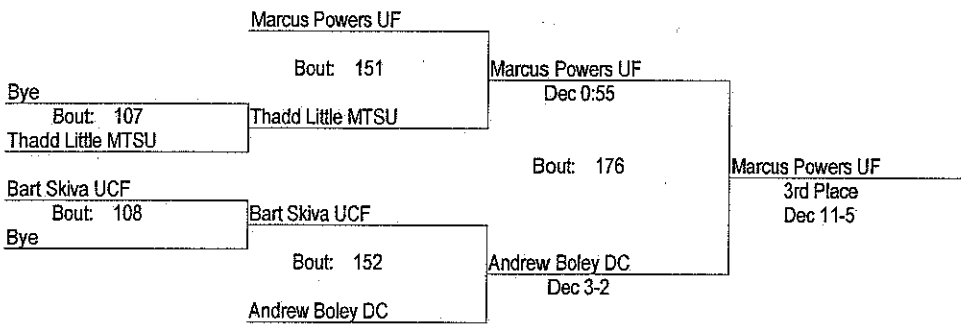 Marcus Powers UF
Bout: 151
Marcus Powers UF
Dec 0:55
Bye
Bout: 107
Thadd Little MTSU
Thadd Little MTSU
Bout: 176
Marcus Powers UF
3rd Place
Dec 11-5
Bart Skiva UCF
Bout: 108
Bye
Bart Skiva UCF
Bout: 152
Andrew Boley DC
Dec 3-2
Andrew Boley DC